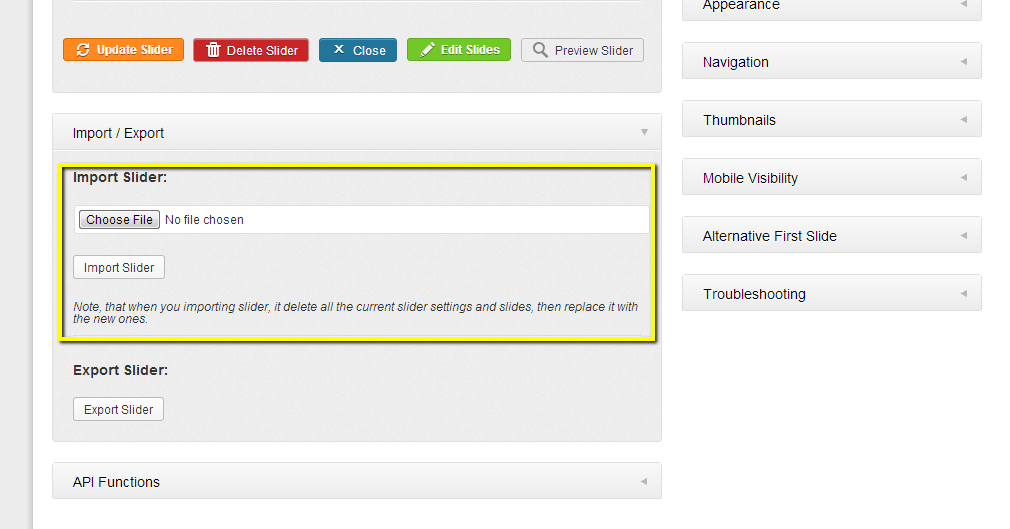 Appearance
Update Slider Delete Slider Close Edit Slides Preview Slider
Navigation
Thumbnails
Import / Export
Mobile Visibility
Import Slider:
Choose File No file chosen
Alternative First Slide
Import Slider
Troubleshooting
Note, that when you importing slider, it delete all the current slider settings and slides, then replace it with
the new ones.
Export Slider:
Export Slider
API Functions